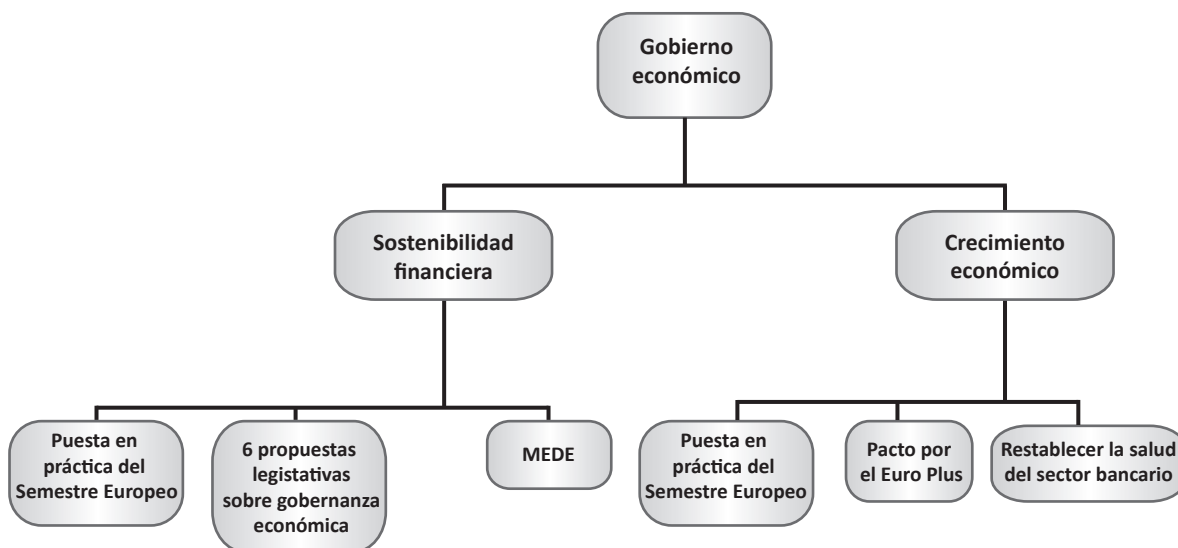 Gobierno
económico
Sostenibilidad
financiera
Crecimiento
económico
Puesta en
práctica del
Semestre Europeo
6 propuestas
legislativas
sobre gobernanza
económica
MEDE
Puesta en
práctica del
Semestre Europeo
Pacto por
el Euro Plus
Restablecer la salud
del sector bancario